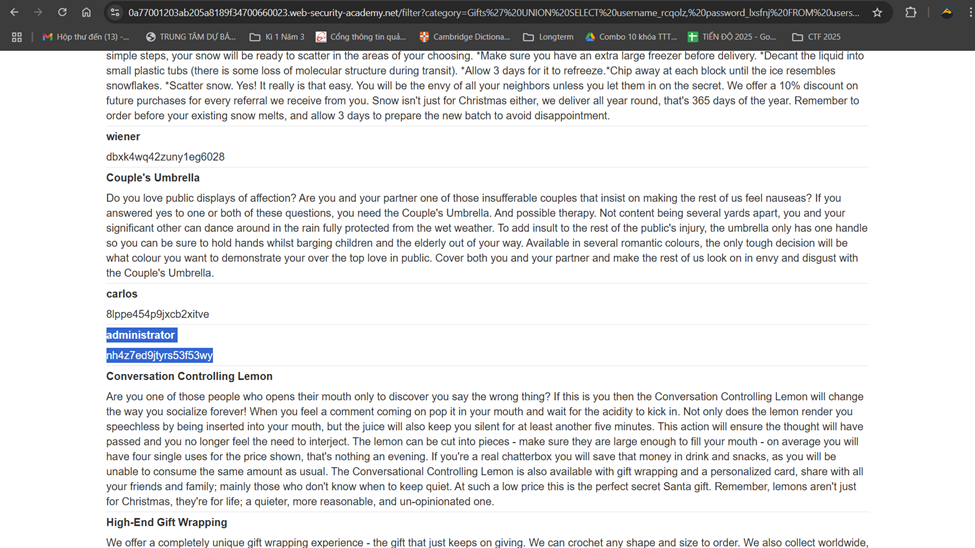 0a77001203ab205a8189f34700660023.web-security-academy.net/filter?category=Gifts%27%20UNION%20SELECT%20username_rcqolz,%20password_lxsfnj%20FROM%20users...
Hộp thư đến (13) -...
TRUNG TÂM DỰ BÁ...
Kì 1 Năm 3
Cổng thông tin quả...
Cambridge Dictiona...
Longterm
Combo 10 khóa TTT...
TIẾN ĐỘ 2025 - Go...
CTF 2025
simple steps, your snow will be ready to scatter in the areas of your choosing. *Make sure you have an extra large freezer before delivery. *Decant the liquid into
small plastic tubs (there is some loss of molecular structure during transit). *Allow 3 days for it to refreeze.*Chip away at each block until the ice resembles
snowflakes. *Scatter snow. Yes! It really is that easy. You will be the envy of all your neighbors unless you let them in on the secret. We offer a 10% discount on
future purchases for every referral we receive from you. Snow isn't just for Christmas either, we deliver all year round, that's 365 days of the year. Remember to
order before your existing snow melts, and allow 3 days to prepare the new batch to avoid disappointment.
wiener
dbxk4wq42zuny1eg6028
Couple's Umbrella
Do you love public displays of affection? Are you and your partner one of those insufferable couples that insist on making the rest of us feel nauseas? If you
answered yes to one or both of these questions, you need the Couple's Umbrella. And possible therapy. Not content being several yards apart, you and your
significant other can dance around in the rain fully protected from the wet weather. To add insult to the rest of the public's injury, the umbrella only has one handle
so you can be sure to hold hands whilst barging children and the elderly out of your way. Available in several romantic colours, the only tough decision will be
what colour you want to demonstrate your over the top love in public. Cover both you and your partner and make the rest of us look on in envy and disgust with
the Couple's Umbrella.
carlos
8lppe454p9jxcb2xitve
administrator
nh4z7ed9jtyrs53f53wy
Conversation Controlling Lemon
Are you one of those people who opens their mouth only to discover you say the wrong thing? If this is you then the Conversation Controlling Lemon will change
the way you socialize forever! When you feel a comment coming on pop it in your mouth and wait for the acidity to kick in. Not only does the lemon render you
speechless by being inserted into your mouth, but the juice will also keep you silent for at least another five minutes. This action will ensure the thought will have
passed and you no longer feel the need to interject. The lemon can be cut into pieces - make sure they are large enough to fill your mouth - on average you will
have four single uses for the price shown, that's nothing an evening. If you're a real chatterbox you will save that money in drink and snacks, as you will be
unable to consume the same amount as usual. The Conversational Controlling Lemon is also available with gift wrapping and a personalized card, share with all
your friends and family; mainly those who don't know when to keep quiet. At such a low price this is the perfect secret Santa gift. Remember, lemons aren't just
for Christmas, they're for life; a quieter, more reasonable, and un-opinionated one.
High-End Gift Wrapping
We offer a completely unique gift wrapping experience - the gift that just keeps on giving. We can crochet any shape and size to order. We also collect worldwide,